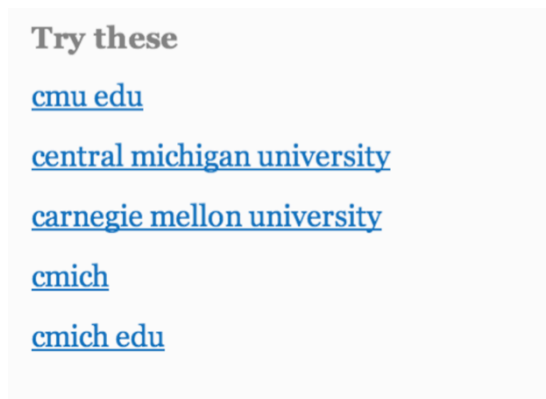 Try these
cmu edu
central michigan university
carnegie mellon university
cmich
cmich edu